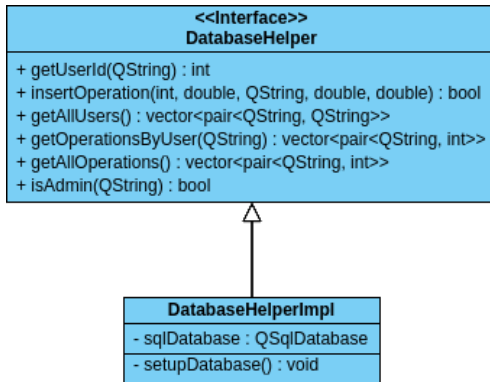 <<Interface>>
DatabaseHelper
+ getUserId(QString) : int
+ insertOperation(int, double, QString, double, double) : bool
+ getAllUsers() : vector<pair<QString, QString>>
+ getOperationsByUser(QString) : vector<pair<QString, int>>
+ getAllOperations() : vector<pair<QString, int>>
+ isAdmin(QString) : bool
DatabaseHelperImpl
- sqlDatabase : QSqlDatabase
- setupDatabase() : void